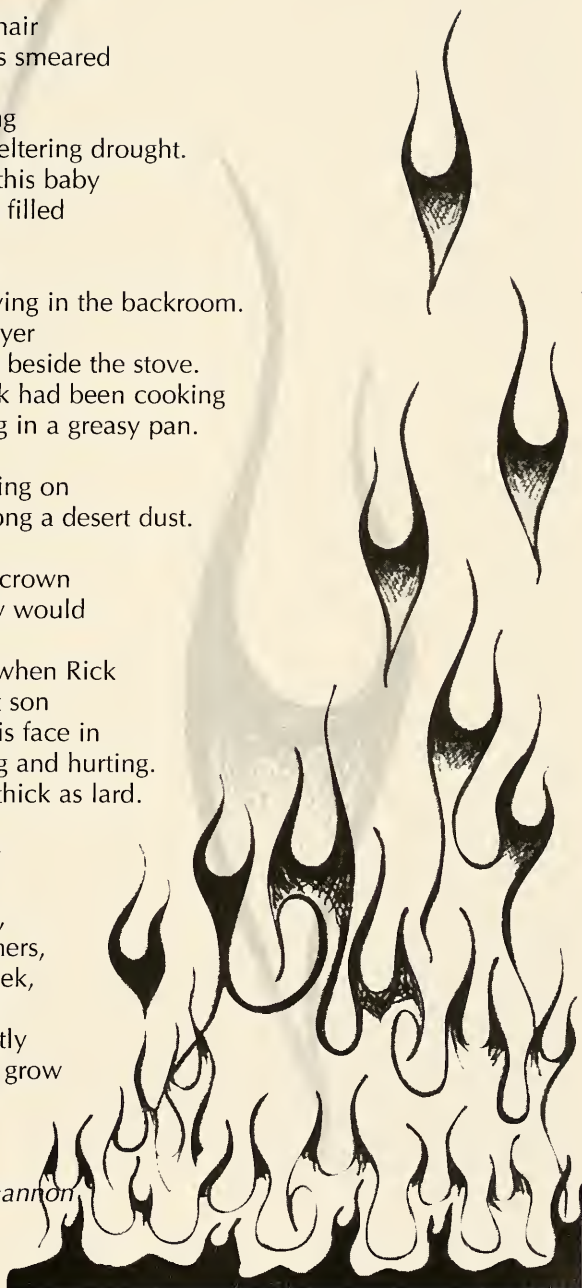 hair
s smeared
g
eltering drought.
this baby
filled
ying in the backroom.
yer
beside the stove.
k had been cooking
g in a greasy pan.
ing on
ong a desert dust.
crown
y would
when Rick
t son
is face in
g and hurting.
thick as lard.
,
ners,
ek,
tly
grow
annon